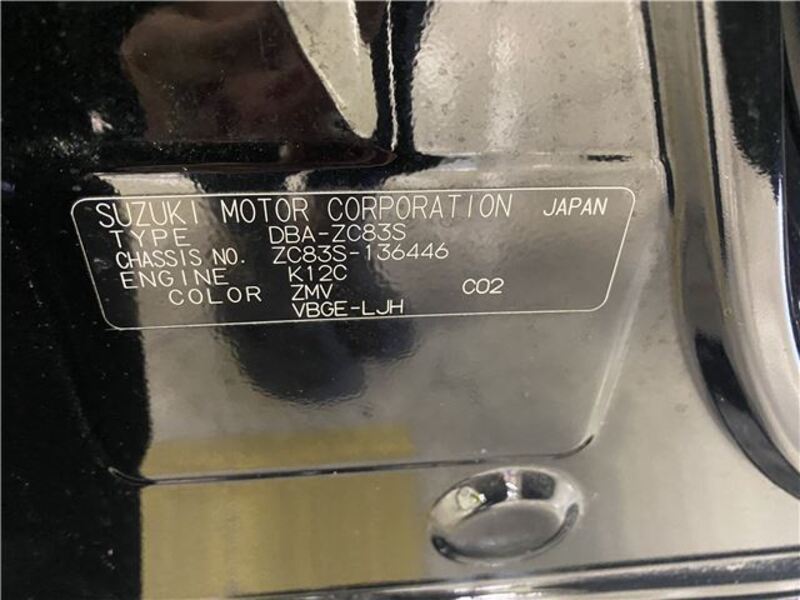 SUZUKI MOTOR CORPORATION JAPAN
TYPE DBA-ZC83S
CHASSIS NO. ZC83S-136446
ENGINE K12C
COLOR ZMV C02
VBGE-LJH